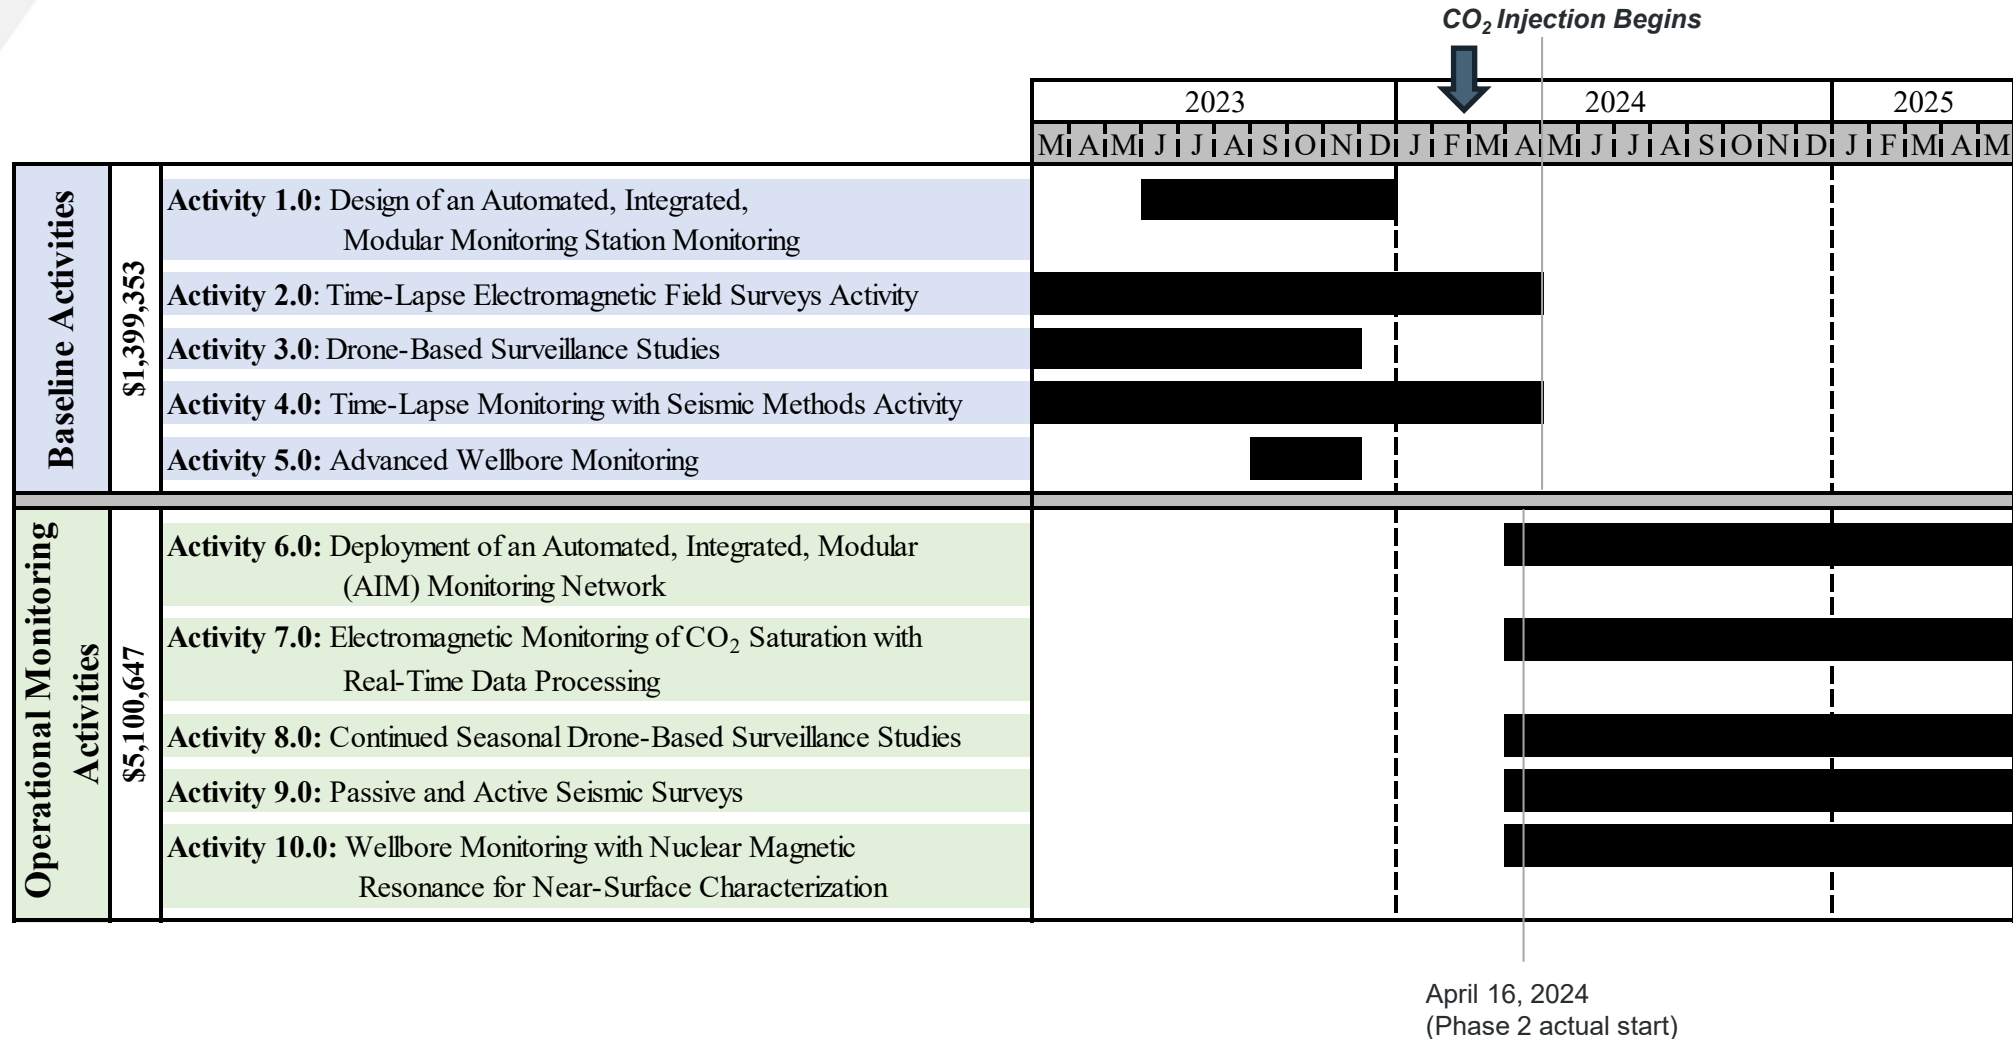 CO2 Injection Begins
2023 2024 2025
M A M J J A S O N D J F M A M J J A S O N D J F M A M
Baseline Activities
$1,399,353
Activity 1.0: Design of an Automated, Integrated,
Modular Monitoring Station Monitoring
Activity 2.0: Time-Lapse Electromagnetic Field Surveys Activity
Activity 3.0: Drone-Based Surveillance Studies
Activity 4.0: Time-Lapse Monitoring with Seismic Methods Activity
Activity 5.0: Advanced Wellbore Monitoring
Operational Monitoring
Activities
$5,100,647
Activity 6.0: Deployment of an Automated, Integrated, Modular
(AIM) Monitoring Network
Activity 7.0: Electromagnetic Monitoring of CO2 Saturation with
Real-Time Data Processing
Activity 8.0: Continued Seasonal Drone-Based Surveillance Studies
Activity 9.0: Passive and Active Seismic Surveys
Activity 10.0: Wellbore Monitoring with Nuclear Magnetic
Resonance for Near-Surface Characterization
April 16, 2024
(Phase 2 actual start)